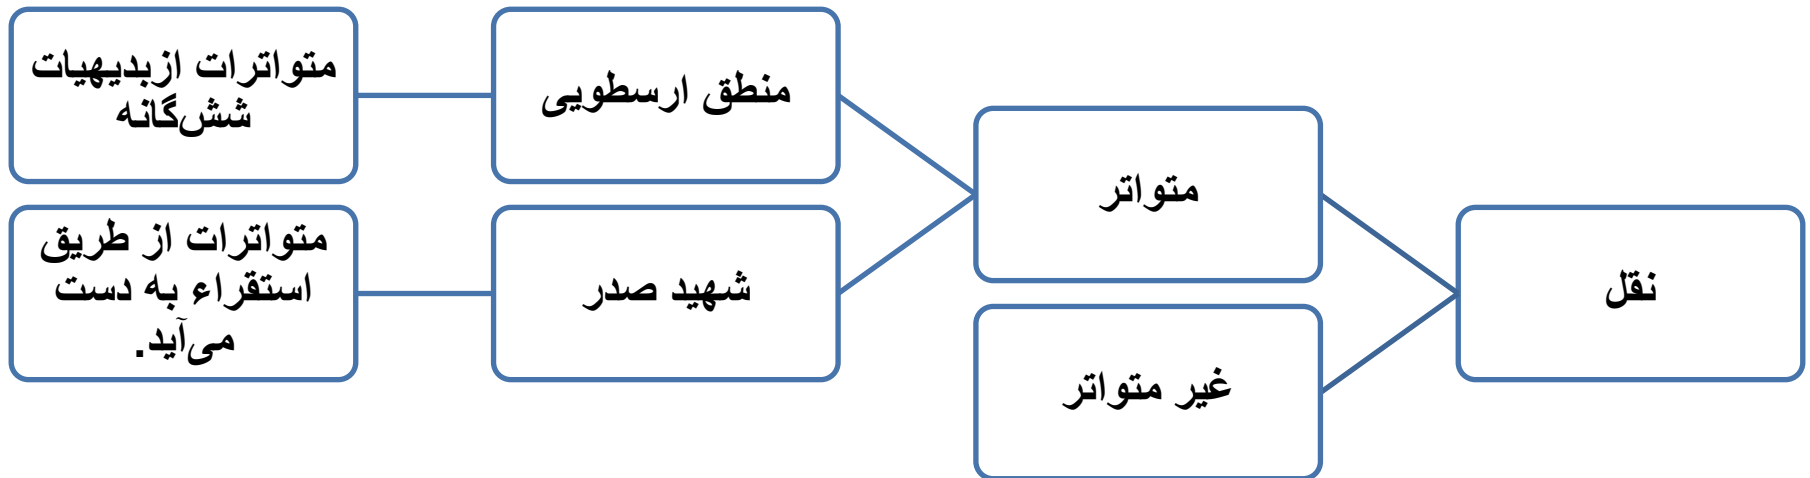 نقل
متواتر
منطق ارسطویی
متواترات ازبدیهیات
شش‌گانه
شهید صدر
متواترات از طریق
استقراء به دست
می‌آید.
غیر متواتر